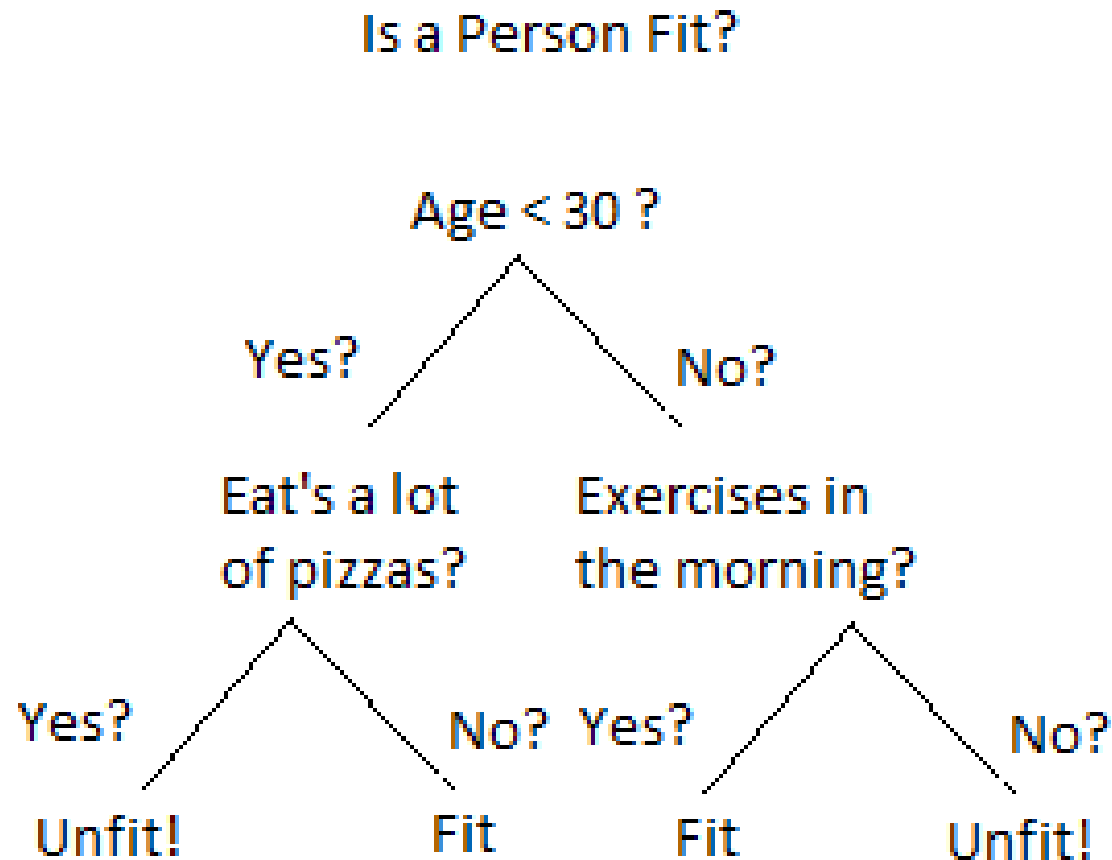 Is a Person Fit?
Age < 30 ?
Yes?
No?
Eat's a lot
of pizzas?
Exercises in
the morning?
Yes?
No?
Yes?
No?
Unfit!
Fit
Fit
Unfit!